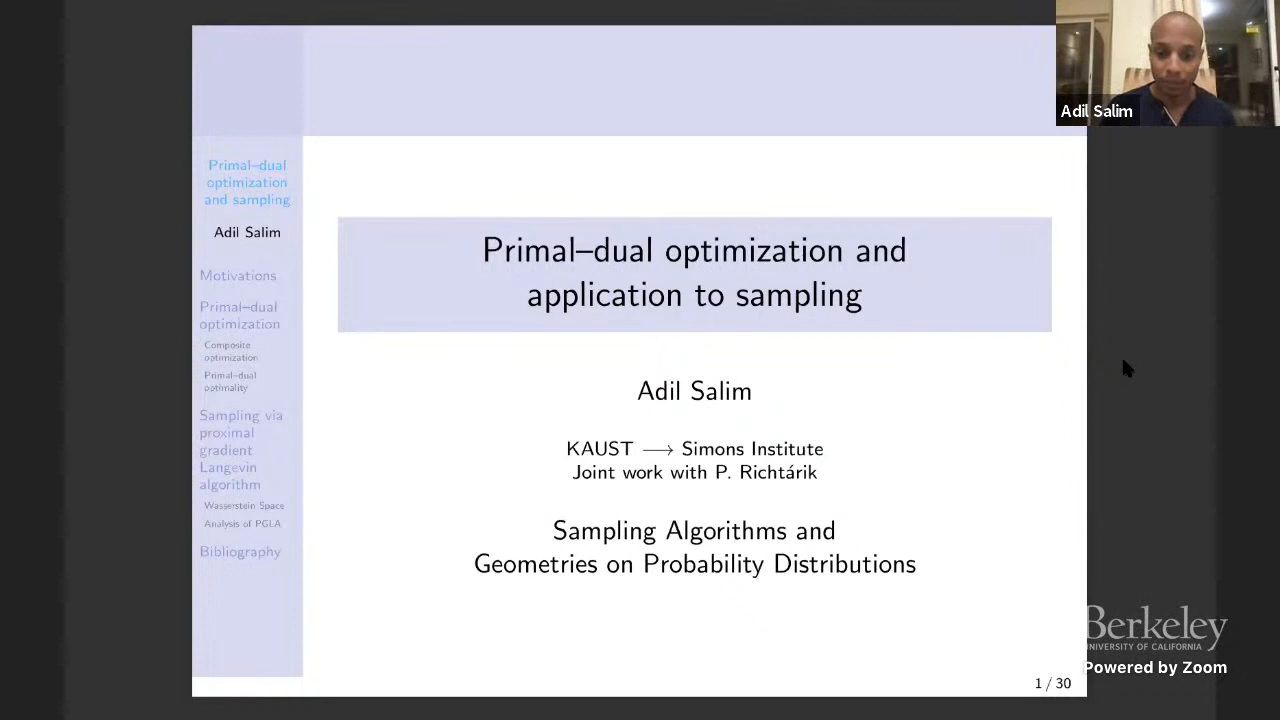 Adil Salim
Primal–dual
optimization
and sampling
Adil Salim
Motivations
Primal–dual
optimization
Composite
optimization
Primal–dual
optimality
Sampling via
proximal
gradient
Langevin
algorithm
Wasserstein Space
Analysis of PGLA
Bibliography
Primal–dual optimization and
application to sampling
Adil Salim
KAUST ⟶ Simons Institute
Joint work with P. Richtárik
Sampling Algorithms and
Geometries on Probability Distributions
1 / 30
Berkeley
UNIVERSITY OF CALIFORNIA
Powered by Zoom